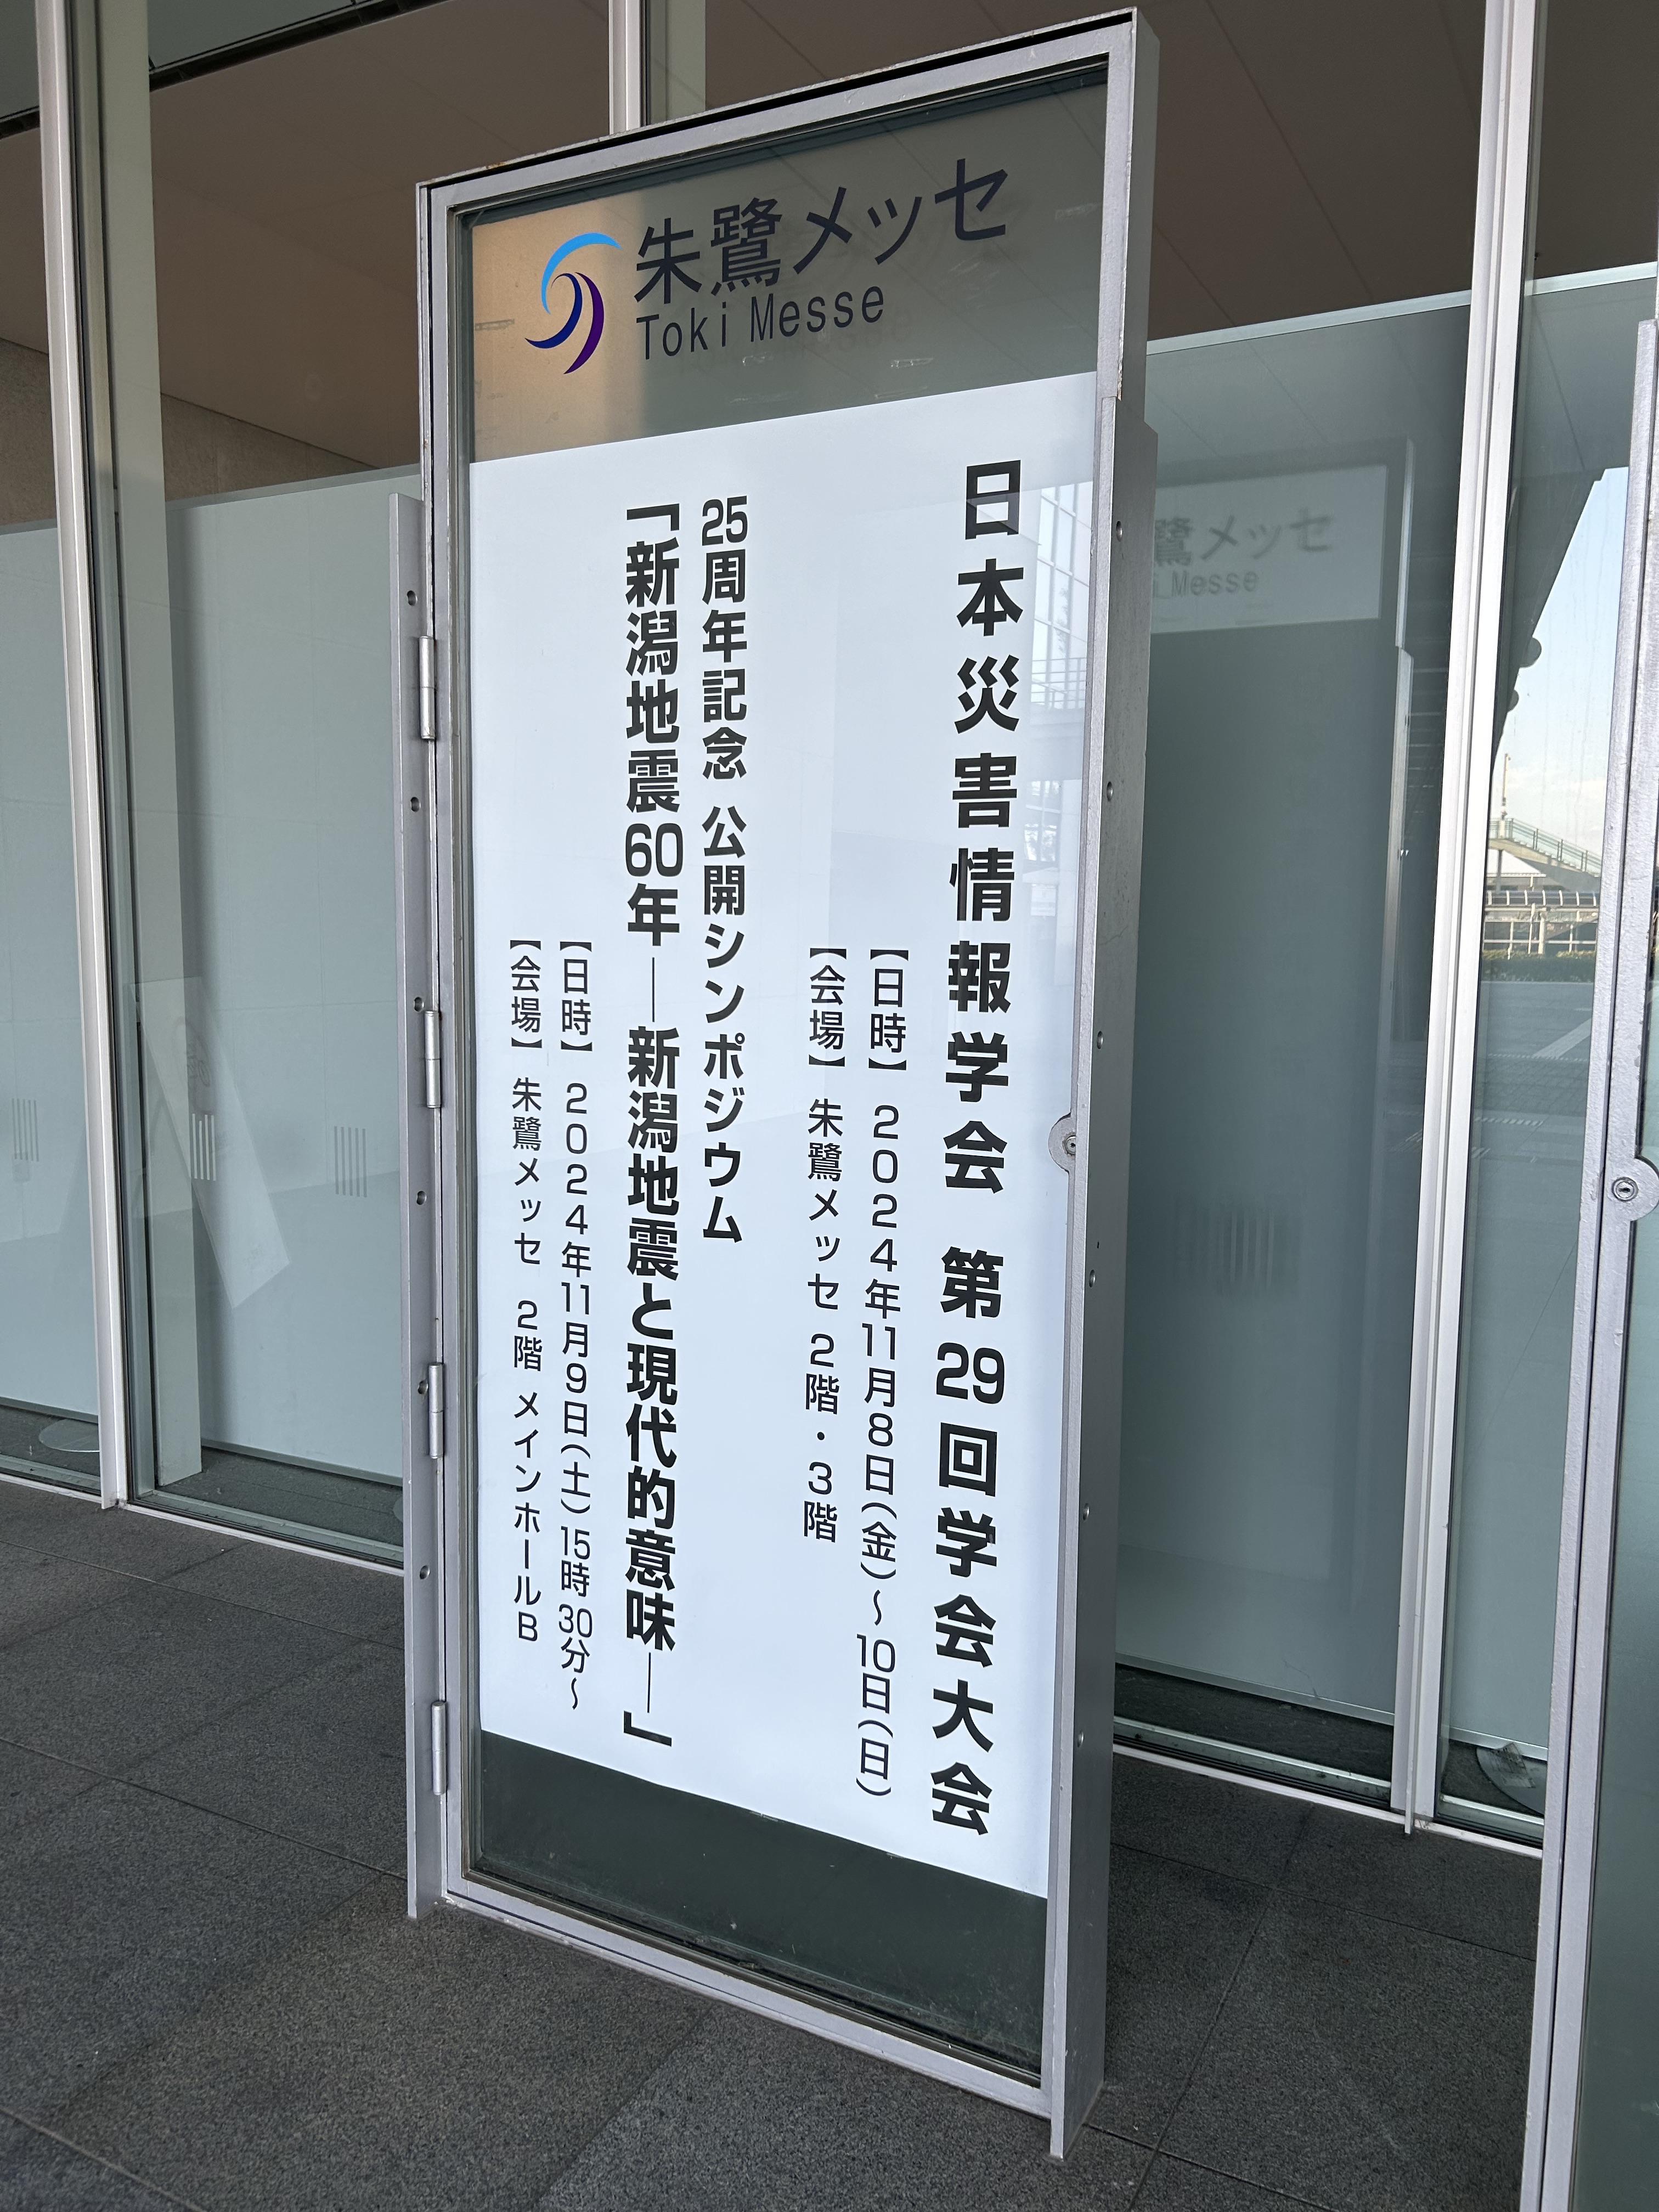 朱鷺メッセ
Toki Messe
日本災害情報学会 第29回学会大会
【日時】 2024年11月8日(金)～10日(日)
【会場】 朱鷺メッセ 2階・3階
25周年記念 公開シンポジウム
「新潟地震60年――新潟地震と現代的意味――」
【日時】 2024年11月9日(土) 15時30分～
【会場】 朱鷺メッセ 2階 メインホールB
鷺メッセ
i Messe